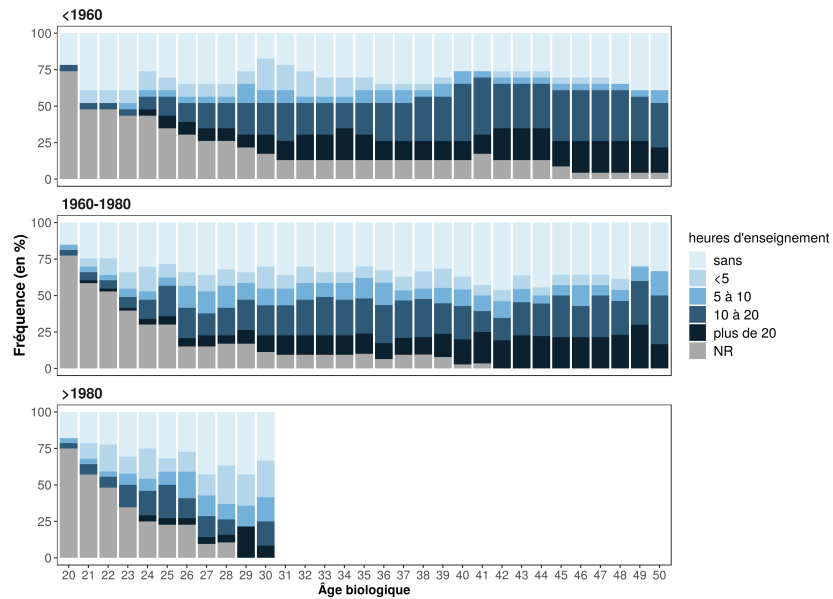 <1960
100
75
50
25
0
1960-1980
100
75
50
25
0
Fréquence (en %)
>1980
100
75
50
25
0
20 21 22 23 24 25 26 27 28 29 30 31 32 33 34 35 36 37 38 39 40 41 42 43 44 45 46 47 48 49 50
Âge biologique
heures d'enseignement
sans
<5
5 à 10
10 à 20
plus de 20
NR